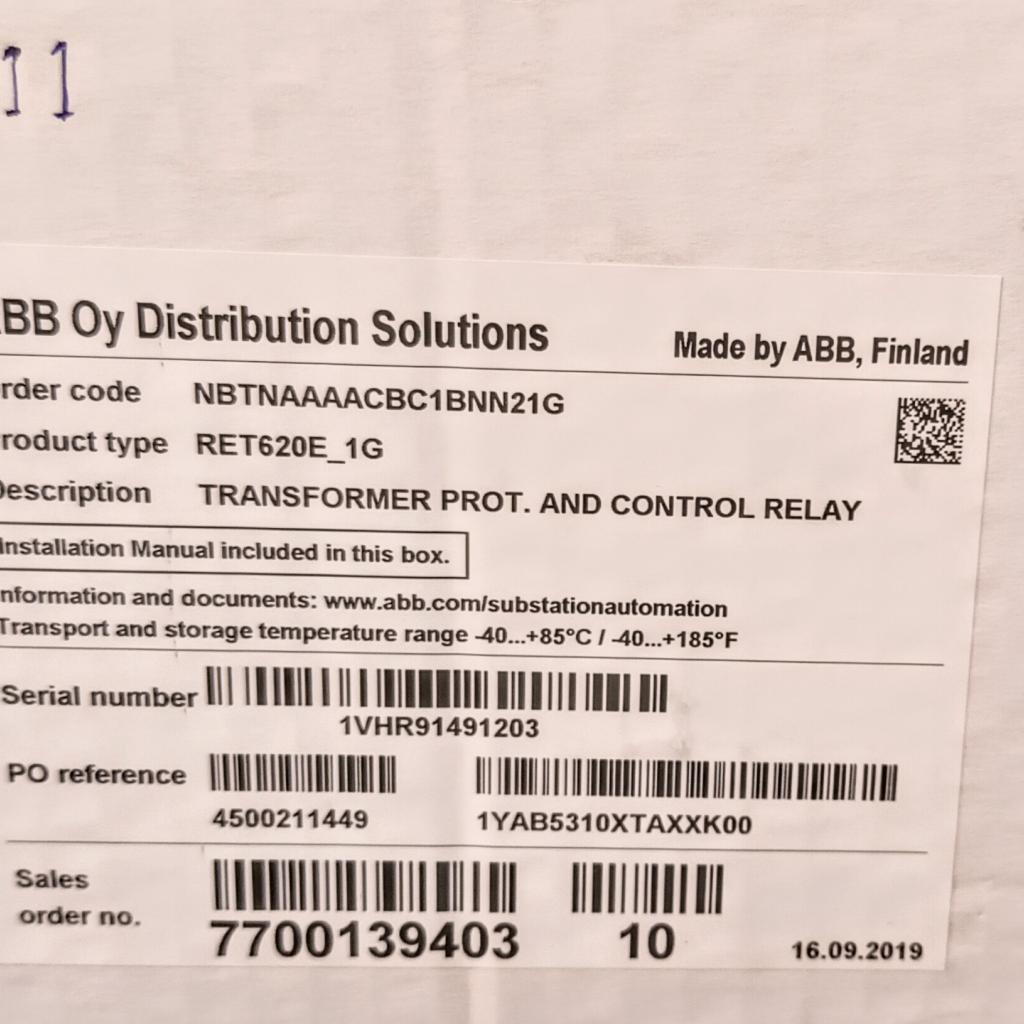 11
ABB Oy Distribution Solutions
Made by ABB, Finland
rder code NBTNAAAACBC1BNN21G
roduct type RET620E_1G
Description TRANSFORMER PROT. AND CONTROL RELAY
Installation Manual included in this box.
nformation and documents: www.abb.com/substationautomation
Transport and storage temperature range -40...+85°C / -40...+185°F
Serial number
1VHR91491203
PO reference
4500211449 1YAB5310XTAXXK00
Sales
order no.
7700139403 10 16.09.2019